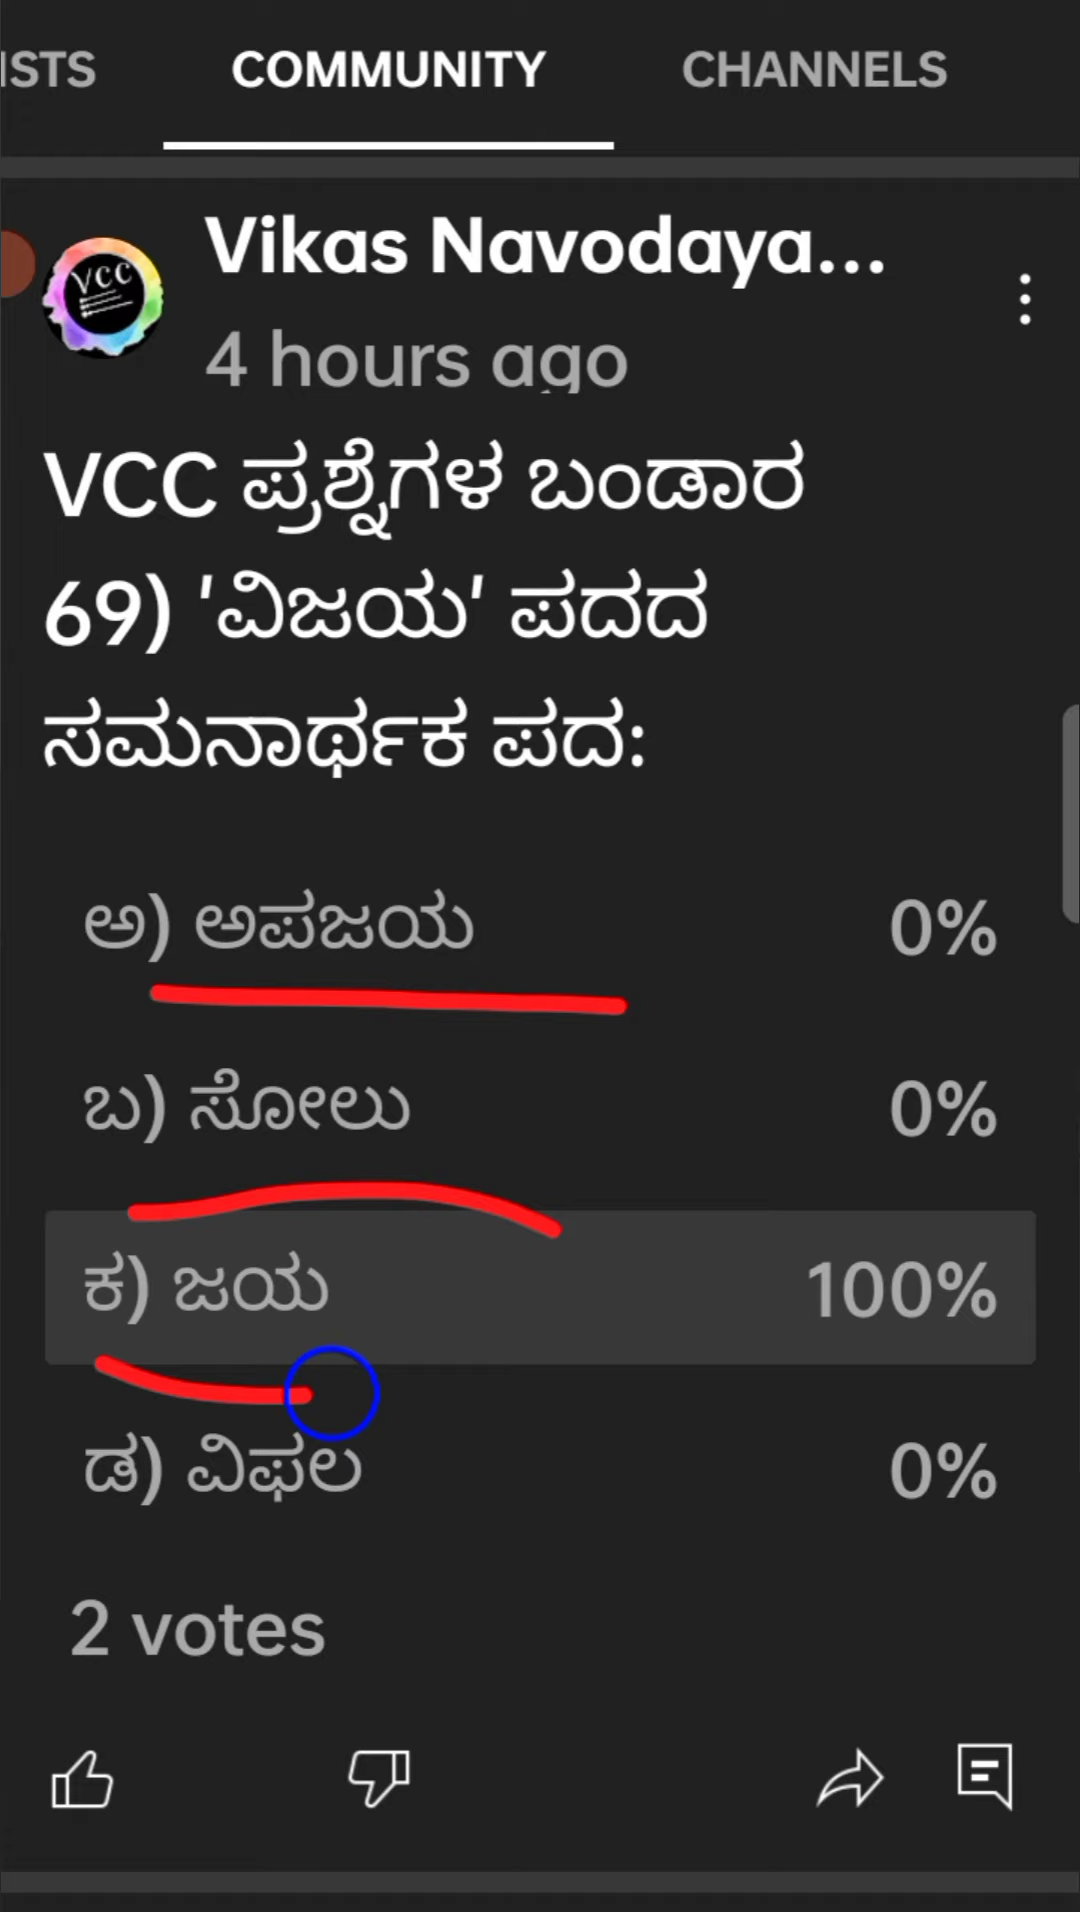 ISTS COMMUNITY CHANNELS
VCC
Vikas Navodaya...
4 hours ago
VCC ಪ್ರಶ್ನೆಗಳ ಬಂಡಾರ
69) 'ವಿಜಯ' ಪದದ
ಸಮನಾರ್ಥಕ ಪದ:
ಅ) ಅಪಜಯ 0%
ಬ) ಸೋಲು 0%
ಕ) ಜಯ 100%
ಡ) ವಿಫಲ 0%
2 votes